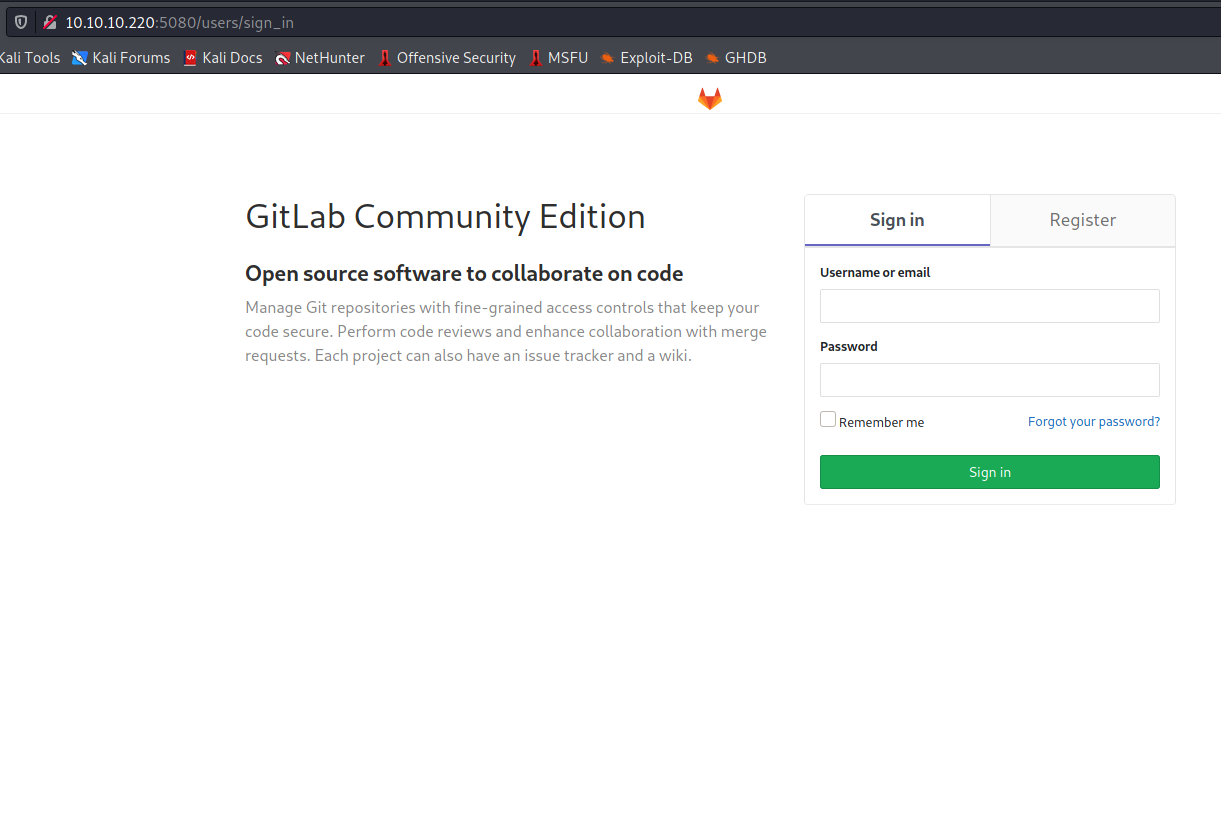 10.10.10.220:5080/users/sign_in
Kali Tools Kali Forums Kali Docs NetHunter Offensive Security MSFU Exploit-DB GHDB
GitLab Community Edition
Open source software to collaborate on code
Manage Git repositories with fine-grained access controls that keep your
code secure. Perform code reviews and enhance collaboration with merge
requests. Each project can also have an issue tracker and a wiki.
Sign in Register
Username or email
Password
Remember me Forgot your password?
Sign in